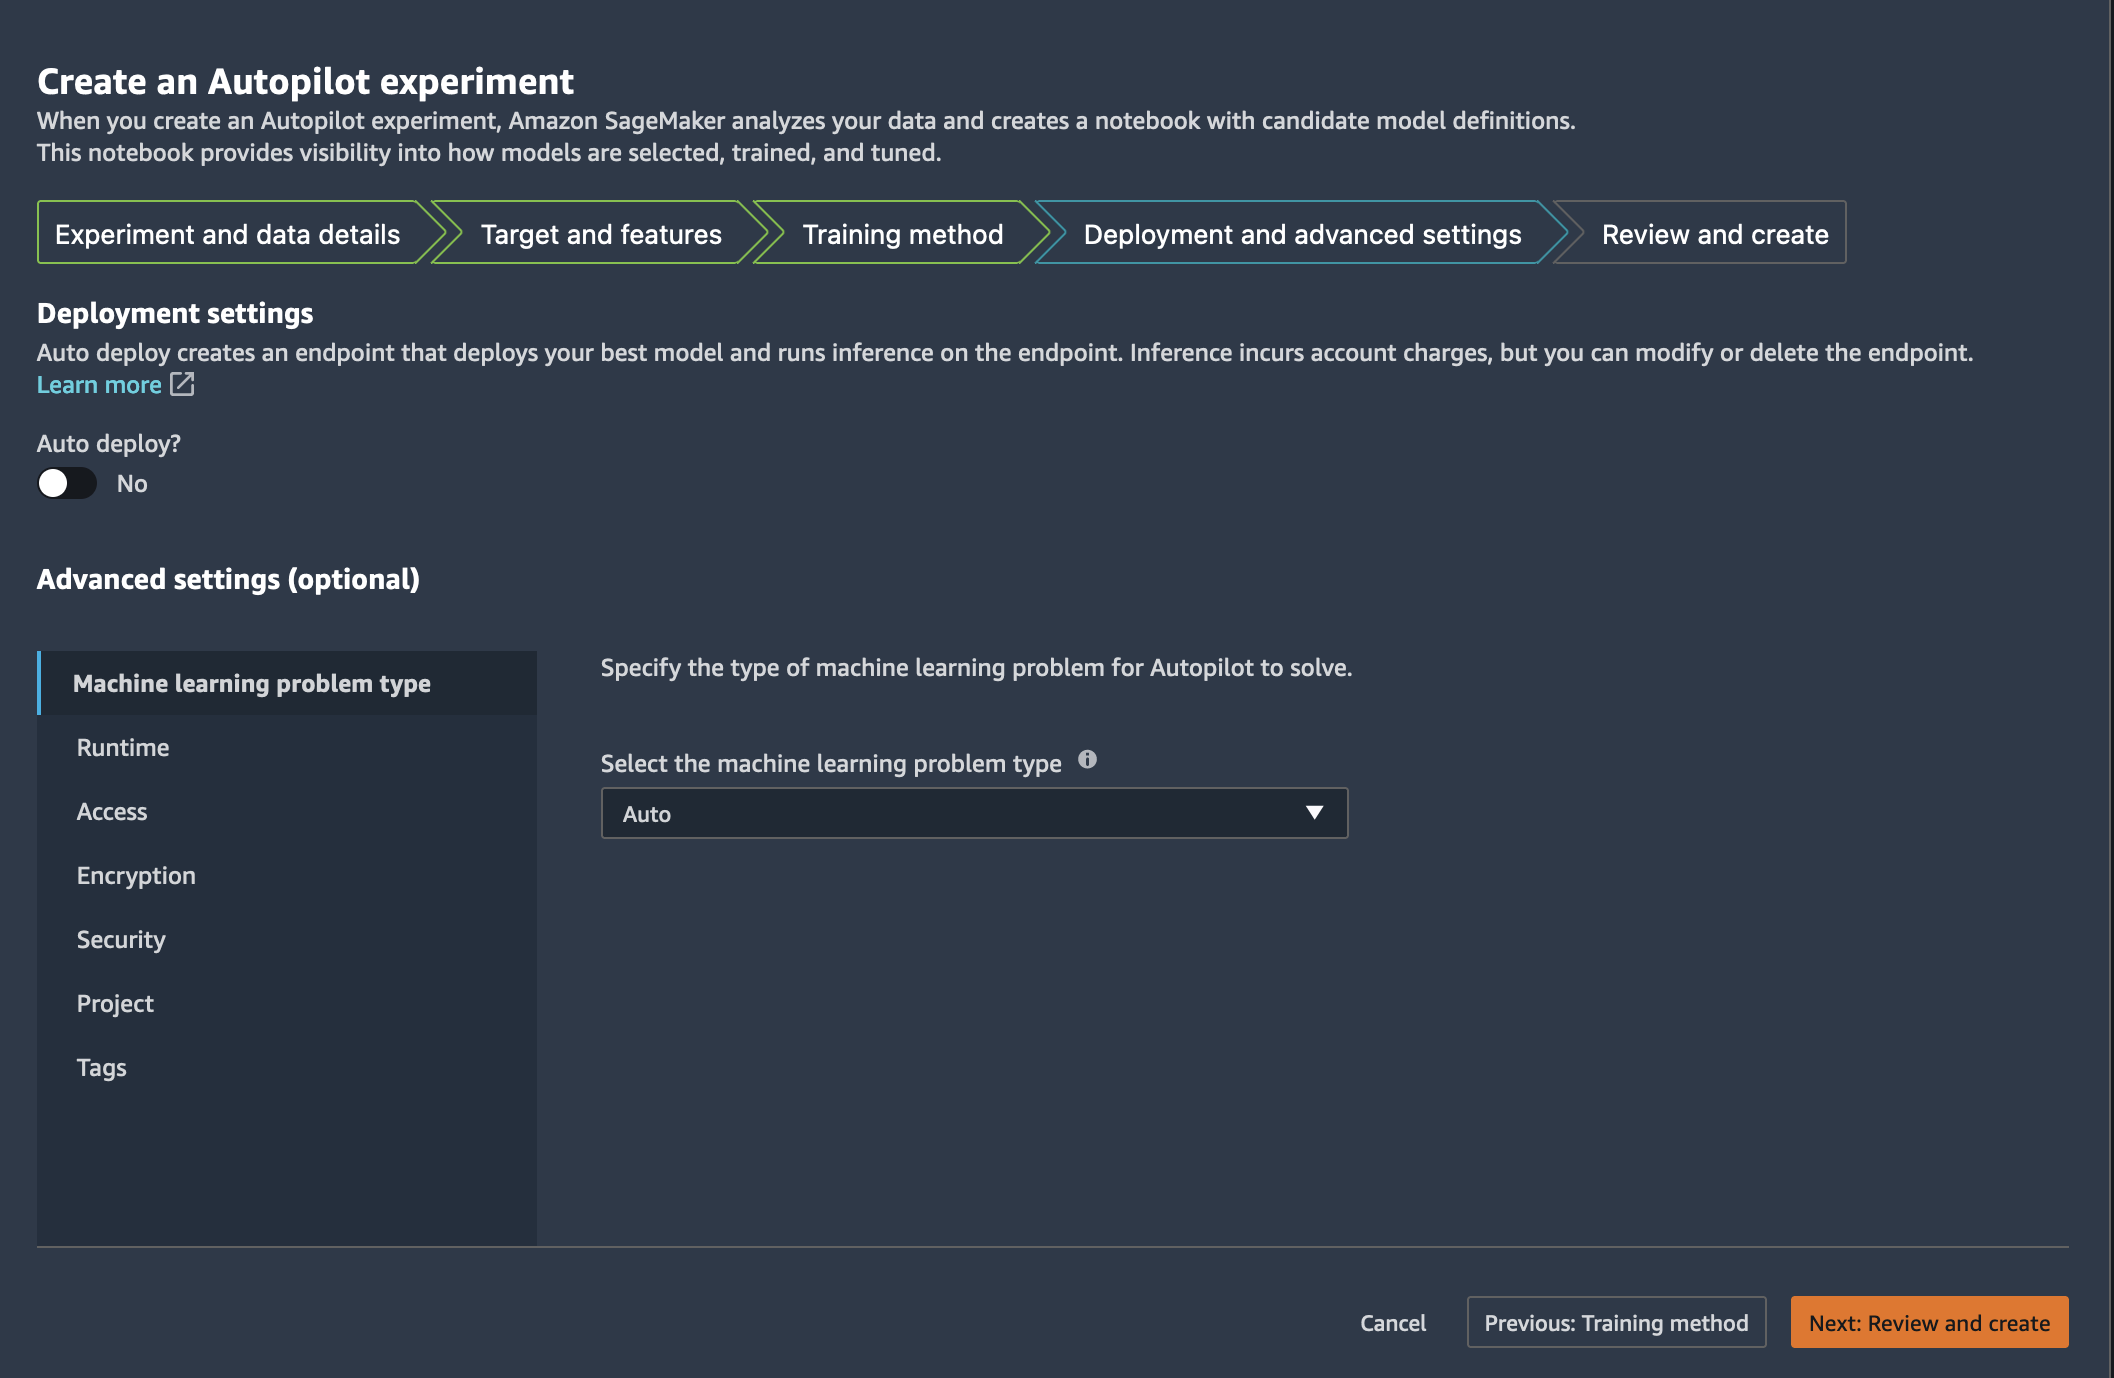 Create an Autopilot experiment
When you create an Autopilot experiment, Amazon SageMaker analyzes your data and creates a notebook with candidate model definitions.
This notebook provides visibility into how models are selected, trained, and tuned.
Experiment and data details
Target and features
Training method
Deployment and advanced settings
Review and create
Deployment settings
Auto deploy creates an endpoint that deploys your best model and runs inference on the endpoint. Inference incurs account charges, but you can modify or delete the endpoint.
Learn more
Auto deploy?
No
Advanced settings (optional)
Machine learning problem type
Runtime
Access
Encryption
Security
Project
Tags
Specify the type of machine learning problem for Autopilot to solve.
Select the machine learning problem type
Auto
Cancel
Previous: Training method
Next: Review and create